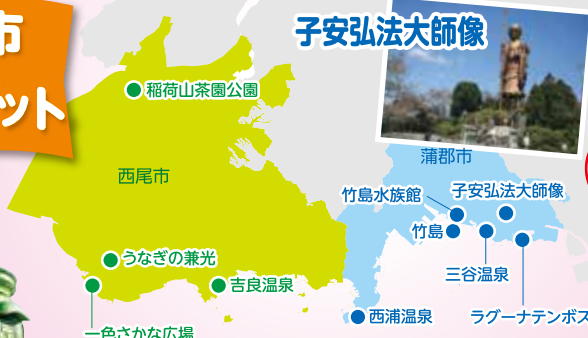 市
ット
子安弘法大師像
稲荷山茶園公園
西尾市
蒲郡市
竹島水族館
子安弘法大師像
竹島
三谷温泉
うなぎの兼光
吉良温泉
西浦温泉
ラグーナテンボス
一色さかな広場